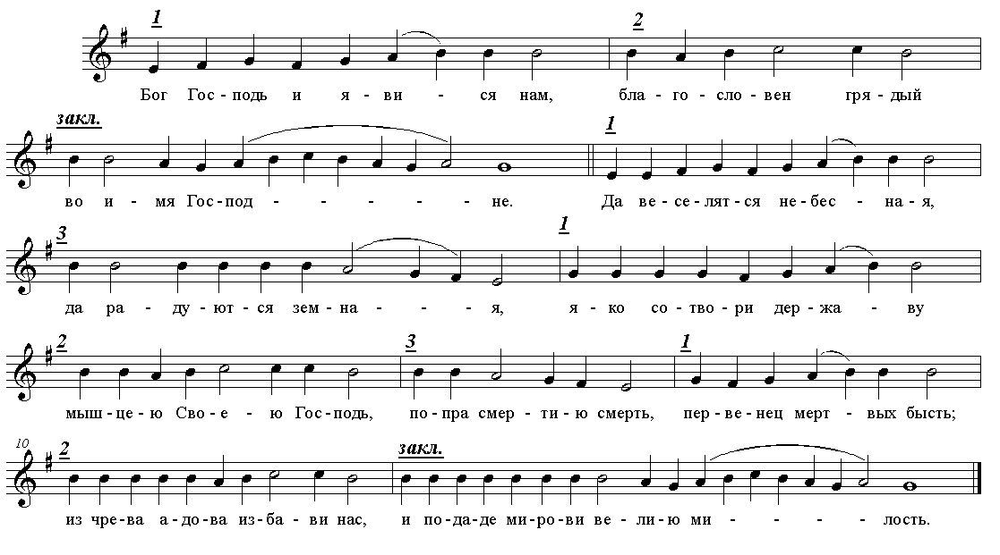 1 2
Бог Гос - подь и я - ви - ся нам, бла - го - сло - вен гря - дый
закл. 1
во и - мя Гос - под - - - - не. Да ве - се - лят - ся не - бес - на - я,
3 1
да ра - ду - ют - ся зем - на - - я, я - ко со - тво - ри дер - жа - ву
2 3 1
мыш - це - ю Сво - е - ю Гос - подь, по - пра смер - ти - ю смерть, пер - ве - нец мерт - вых бысть;
10 2 закл.
из чре - ва а - до - ва из - ба - ви нас, и по - да - де ми - ро - ви ве - ли - ю ми - - - - лость.